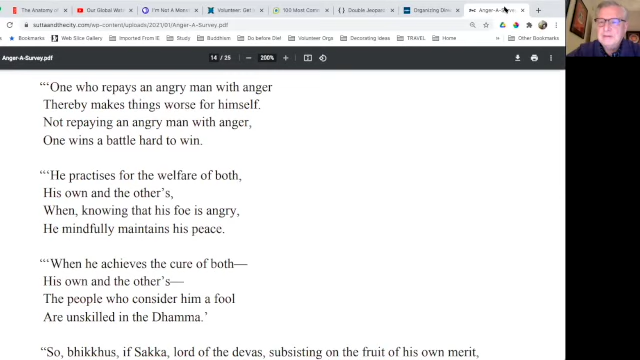 The Anatomy of
Our Global Web
I'm Not A Mons
Volunteer: Get
100 Most Com
Double Jeopar
Organizing Dive
Anger-A-Surve
suttaandthecity.com/wp-content/uploads/2021/01/Anger-A-Survey.pdf
Bookmarks
Web Slice Gallery
Imported From IE
Buddhism
Do before Dief
Volunteer Orgs
Decorating Ideas
TRAVEL
Home
»
Other Bookmarks
Anger-A-Survey.pdf
14 / 25
200%
“‘One who repays an angry man with anger
Thereby makes things worse for himself.
Not repaying an angry man with anger,
One wins a battle hard to win.
“‘He practises for the welfare of both,
His own and the other’s,
When, knowing that his foe is angry,
He mindfully maintains his peace.
“‘When he achieves the cure of both—
His own and the other’s—
The people who consider him a fool
Are unskilled in the Dhamma.’
“So, bhikkhus, if Sakka, lord of the devas, subsisting on the fruit of his own merit,